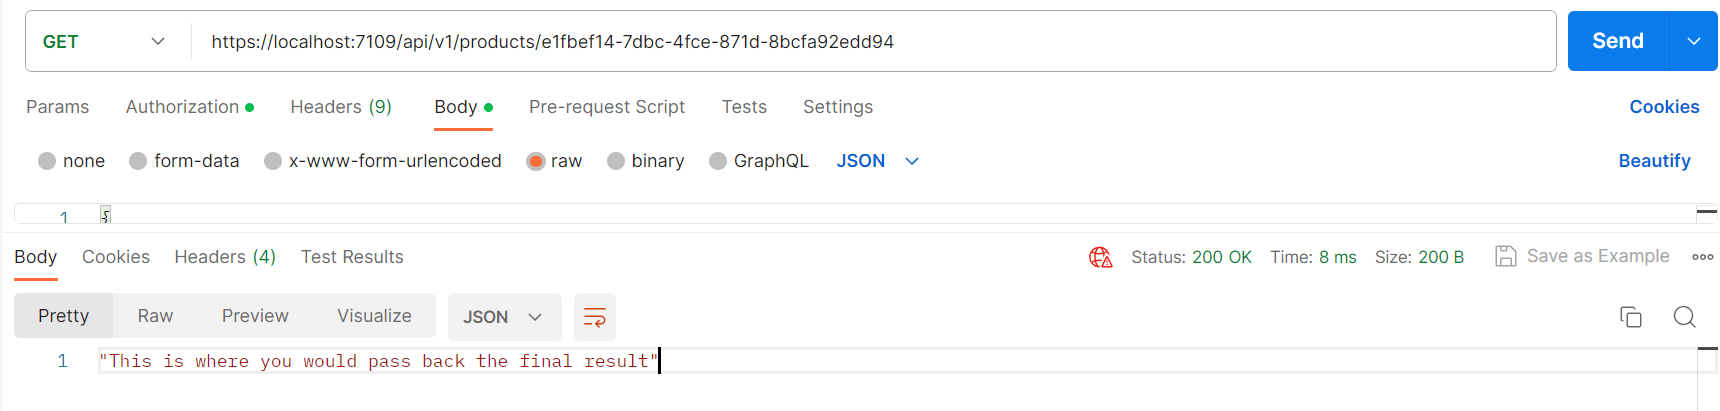 GET https://localhost:7109/api/v1/products/e1fbef14-7dbc-4fce-871d-8bcfa92edd94 Send
Params Authorization Headers (9) Body Pre-request Script Tests Settings Cookies
none form-data x-www-form-urlencoded raw binary GraphQL JSON Beautify
1 {
Body Cookies Headers (4) Test Results Status: 200 OK Time: 8 ms Size: 200 B Save as Example
Pretty Raw Preview Visualize JSON
1 "This is where you would pass back the final result"